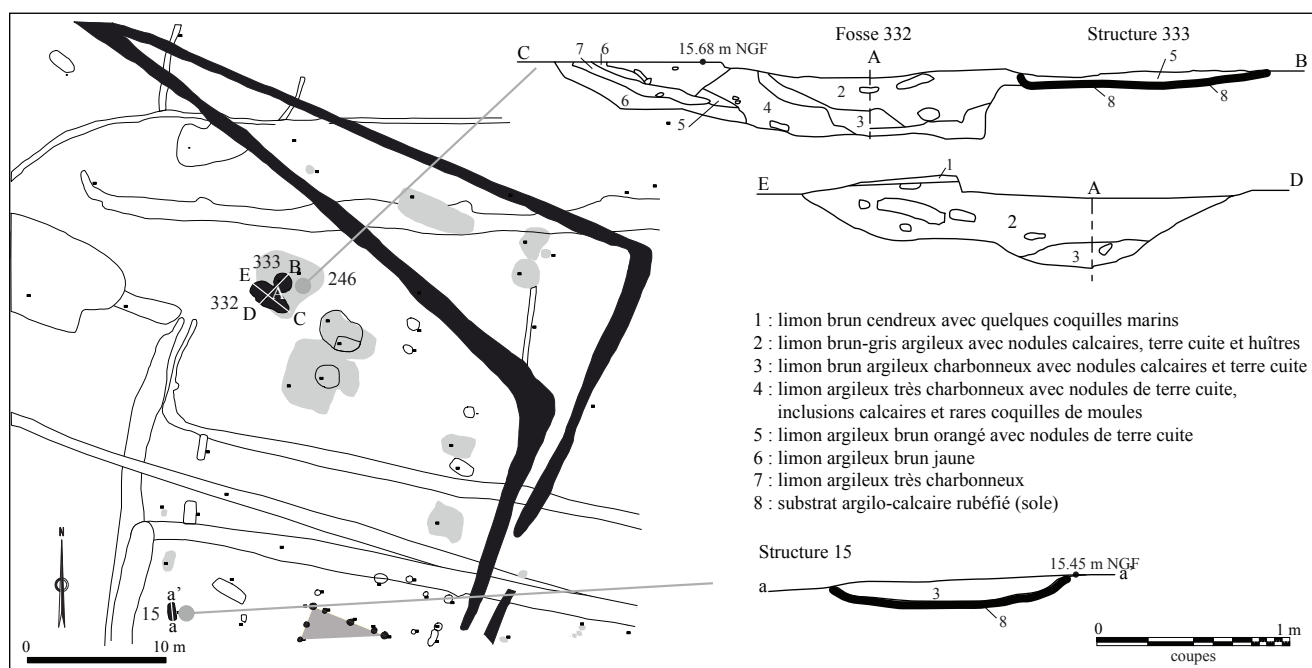 Fosse 332
Structure 333
C
7
6
15.68 m NGF
A
5
B
2
8
8
6
4
3
5
1
E
A
D
2
3
333
B
E
A
246
332
D
C
1 : limon brun cendreux avec quelques coquilles marins
2 : limon brun-gris argileux avec nodules calcaires, terre cuite et huîtres
3 : limon brun argileux charbonneux avec nodules calcaires et terre cuite
4 : limon argileux très charbonneux avec nodules de terre cuite,
inclusions calcaires et rares coquilles de moules
5 : limon argileux brun orangé avec nodules de terre cuite
6 : limon argileux brun jaune
7 : limon argileux très charbonneux
8 : substrat argilo-calcaire rubéfié (sole)
N
Structure 15
15.45 m NGF
a
a'
3
8
a'
15
a
0
10 m
0
1 m
coupes